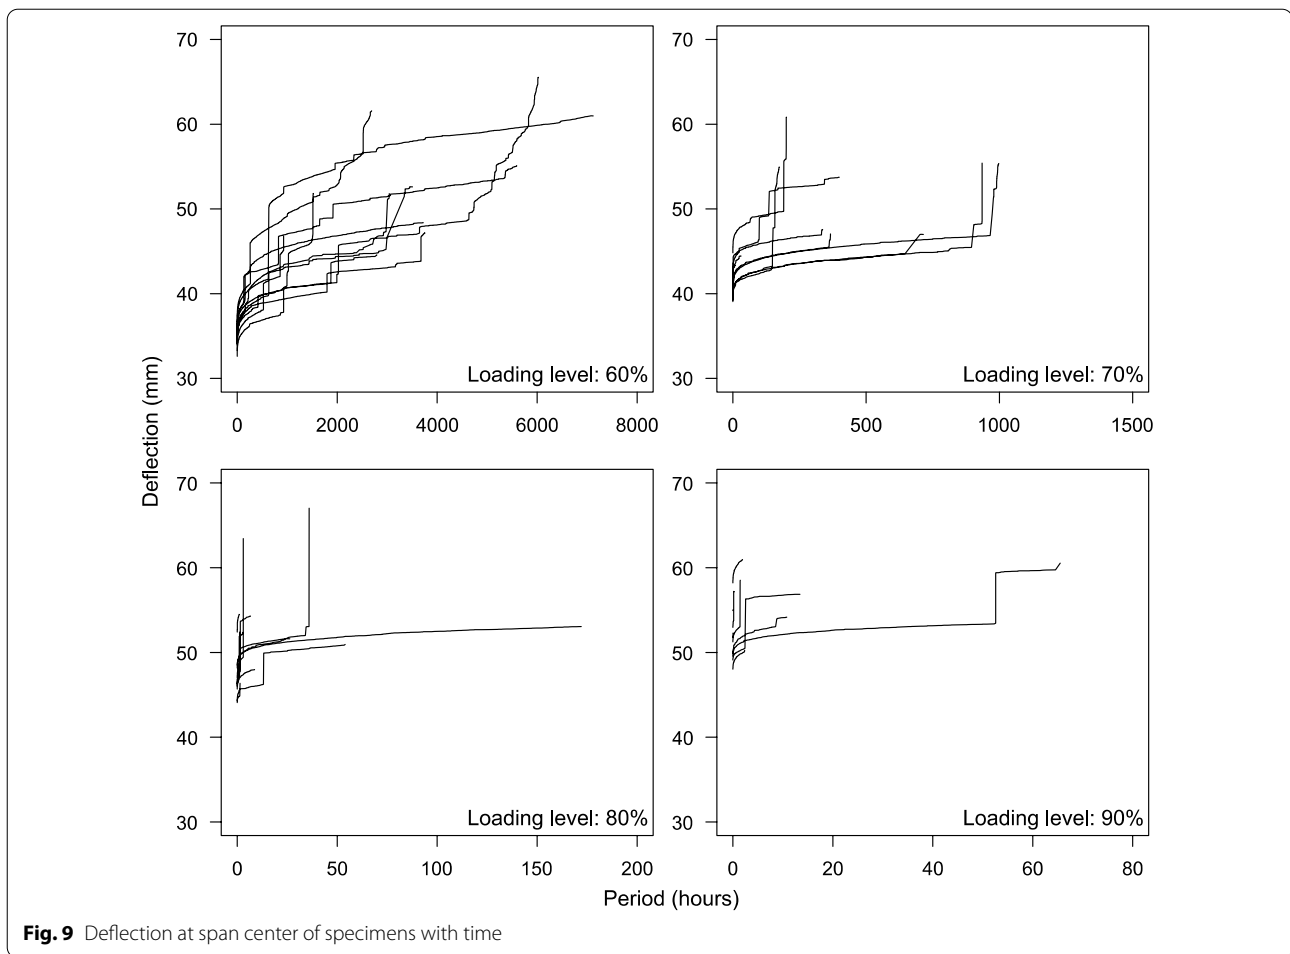 70
60
50
40
30
Loading level: 60%
0 2000 4000 6000 8000
70
60
50
40
30
Loading level: 70%
0 500 1000 1500
Deflection (mm)
70
60
50
40
30
Loading level: 80%
0 50 100 150 200
70
60
50
40
30
Loading level: 90%
0 20 40 60 80
Period (hours)
Fig. 9 Deflection at span center of specimens with time